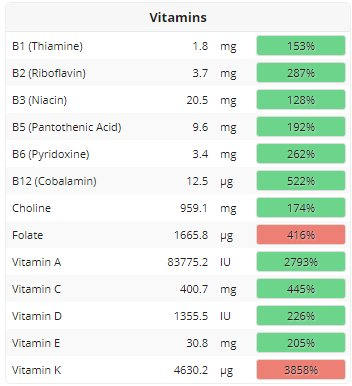 Vitamins
B1 (Thiamine) 1.8 mg 153%
B2 (Riboflavin) 3.7 mg 287%
B3 (Niacin) 20.5 mg 128%
B5 (Pantothenic Acid) 9.6 mg 192%
B6 (Pyridoxine) 3.4 mg 262%
B12 (Cobalamin) 12.5 µg 522%
Choline 959.1 mg 174%
Folate 1665.8 µg 416%
Vitamin A 83775.2 IU 2793%
Vitamin C 400.7 mg 445%
Vitamin D 1355.5 IU 226%
Vitamin E 30.8 mg 205%
Vitamin K 4630.2 µg 3858%